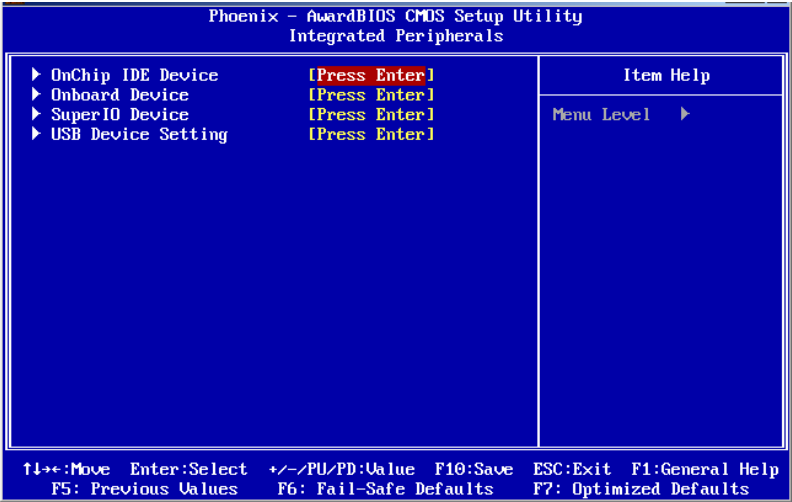 Phoenix - AwardBIOS CMOS Setup Utility
Integrated Peripherals
OnChip IDE Device [Press Enter]
Onboard Device [Press Enter]
SuperIO Device [Press Enter]
USB Device Setting [Press Enter]
Item Help
Menu Level
↑↓→←:Move Enter:Select +/-/PU/PD:Value F10:Save ESC:Exit F1:General Help
F5: Previous Values F6: Fail-Safe Defaults F7: Optimized Defaults